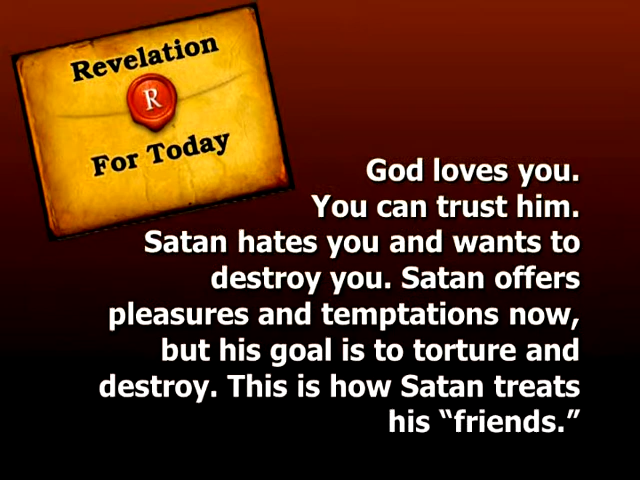 Revelation
R
For Today
God loves you.
You can trust him.
Satan hates you and wants to
destroy you. Satan offers
pleasures and temptations now,
but his goal is to torture and
destroy. This is how Satan treats
his “friends.”